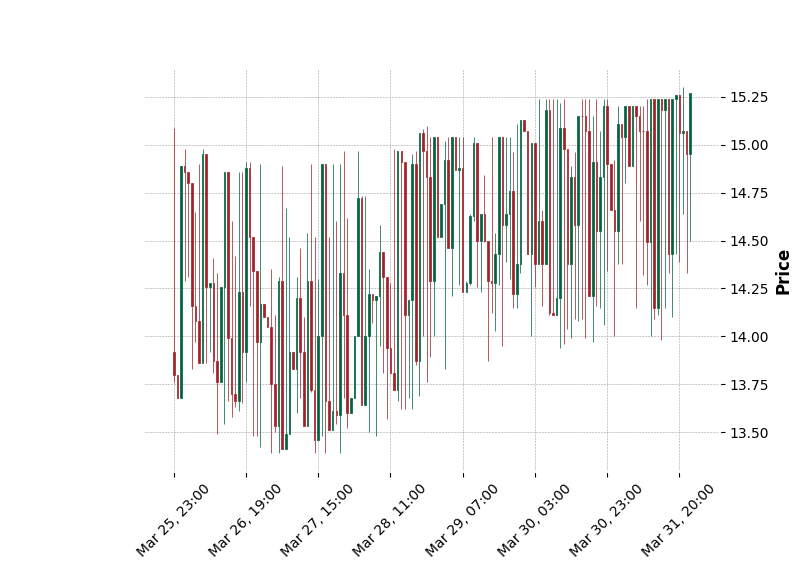 15.25
15.00
14.75
14.50
14.25
14.00
13.75
13.50
Price
Mar 25, 23:00
Mar 26, 19:00
Mar 27, 15:00
Mar 28, 11:00
Mar 29, 07:00
Mar 30, 03:00
Mar 30, 23:00
Mar 31, 20:00